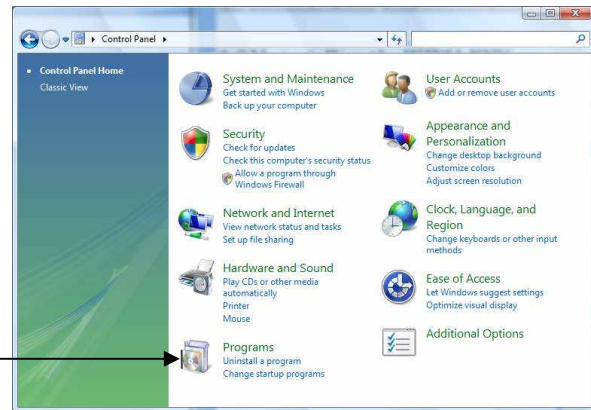 Control Panel
Control Panel Home
Classic View
System and Maintenance
Get started with Windows
Back up your computer
Security
Check for updates
Check this computer's security status
Allow a program through
Windows Firewall
Network and Internet
View network status and tasks
Set up file sharing
Hardware and Sound
Play CDs or other media
automatically
Printer
Mouse
Programs
Uninstall a program
Change startup programs
User Accounts
Add or remove user accounts
Appearance and
Personalization
Change desktop background
Customize colors
Adjust screen resolution
Clock, Language, and
Region
Change keyboards or other input
methods
Ease of Access
Let Windows suggest settings
Optimize visual display
Additional Options